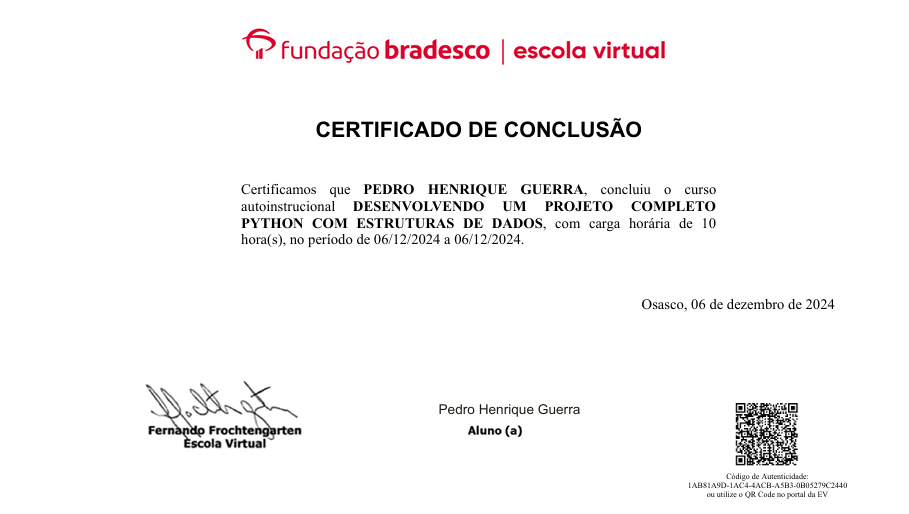 fundação bradesco | escola virtual
CERTIFICADO DE CONCLUSÃO
Certificamos que PEDRO HENRIQUE GUERRA, concluiu o curso
autoinstrucional DESENVOLVENDO UM PROJETO COMPLETO
PYTHON COM ESTRUTURAS DE DADOS, com carga horária de 10
hora(s), no período de 06/12/2024 a 06/12/2024.
Osasco, 06 de dezembro de 2024
Fernando Frochtengarten
Escola Virtual
Pedro Henrique Guerra
Aluno (a)
Código de Autenticidade:
1AB81A9D-1AC4-4ACB-A5B3-0B05279C2440
ou utilize o QR Code no portal da EV